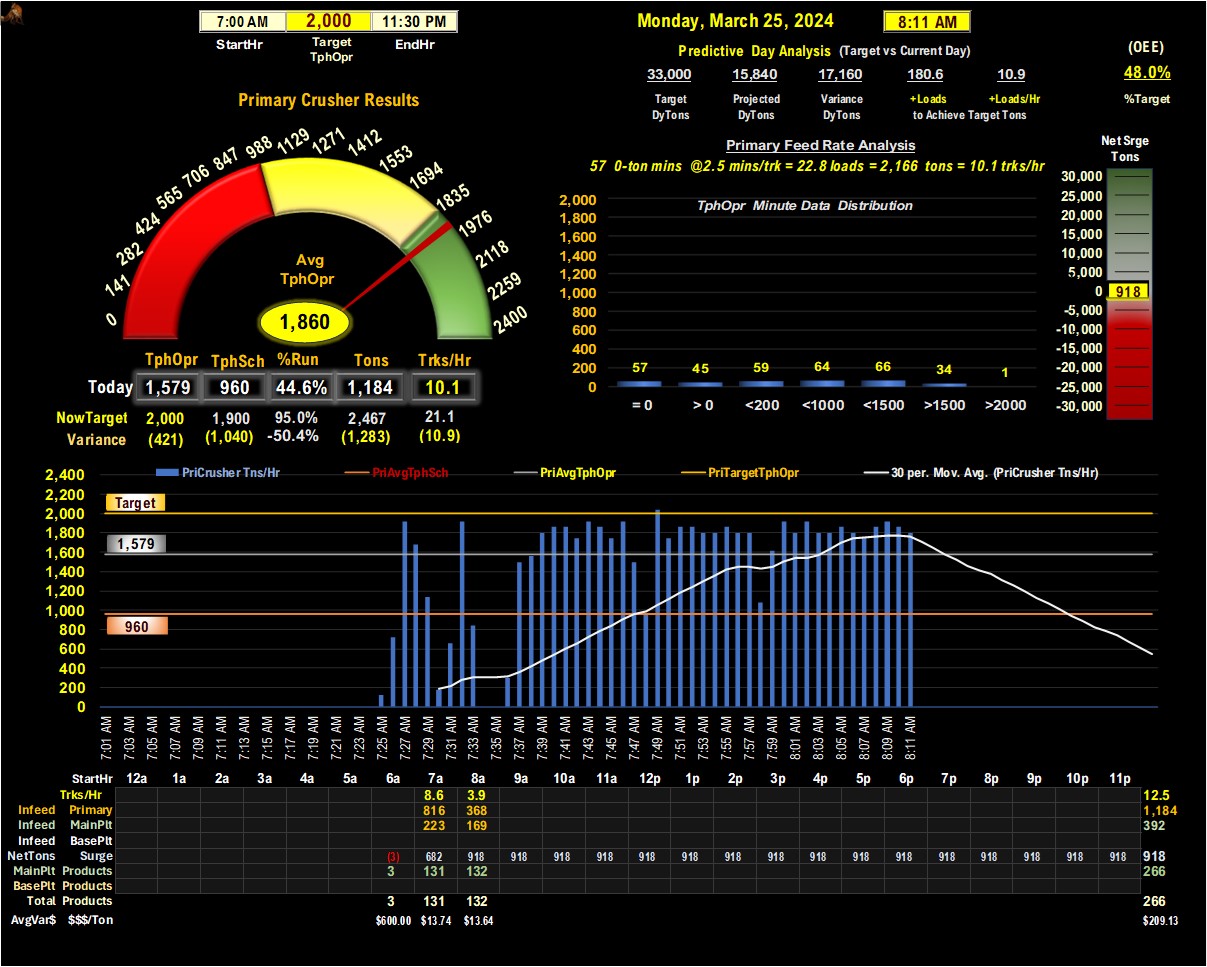 7:00 AM 2,000 11:30 PM
StartHr Target TphOpr EndHr
Monday, March 25, 2024 8:11 AM
Predictive Day Analysis (Target vs Current Day)
33,000 15,840 17,160 180.6 10.9
Target DyTons Projected DyTons Variance DyTons +Loads +Loads/Hr
to Achieve Target Tons
(OEE)
48.0%
%Target
Primary Crusher Results
0 141 282 424 565 706 847 988 1129 1271 1412 1553 1694 1835 1976 2118 2259 2400
Avg
TphOpr
1,860
TphOpr TphSch %Run Tons Trks/Hr
Today 1,579 960 44.6% 1,184 10.1
NowTarget 2,000 1,900 95.0% 2,467 21.1
Variance (421) (1,040) -50.4% (1,283) (10.9)
Primary Feed Rate Analysis
57 0-ton mins @2.5 mins/trk = 22.8 loads = 2,166 tons = 10.1 trks/hr
TphOpr Minute Data Distribution
2,000
1,800
1,600
1,400
1,200
1,000
800
600
400
200
0
57 45 59 64 66 34 1
= 0 > 0 <200 <1000 <1500 >1500 >2000
Net Srge
Tons
30,000
25,000
20,000
15,000
10,000
5,000
0 918
-5,000
-10,000
-15,000
-20,000
-25,000
-30,000
PriCrusher Tns/Hr PriAvgTphSch PriAvgTphOpr PriTargetTphOpr 30 per. Mov. Avg. (PriCrusher Tns/Hr)
2,400
2,200
2,000
1,800
1,600
1,400
1,200
1,000
800
600
400
200
0
Target
1,579
960
7:01 AM 7:03 AM 7:05 AM 7:07 AM 7:09 AM 7:11 AM 7:13 AM 7:15 AM 7:17 AM 7:19 AM 7:21 AM 7:23 AM 7:25 AM 7:27 AM 7:29 AM 7:31 AM 7:33 AM 7:35 AM 7:37 AM 7:39 AM 7:41 AM 7:43 AM 7:45 AM 7:47 AM 7:49 AM 7:51 AM 7:53 AM 7:55 AM 7:57 AM 7:59 AM 8:01 AM 8:03 AM 8:05 AM 8:07 AM 8:09 AM 8:11 AM
StartHr 12a 1a 2a 3a 4a 5a 6a 7a 8a 9a 10a 11a 12p 1p 2p 3p 4p 5p 6p 7p 8p 9p 10p 11p
Trks/Hr 8.6 3.9 12.5
Infeed Primary 816 368 1,184
Infeed MainPlt 223 169 392
Infeed BasePlt
NetTons Surge (3) 682 918 918 918 918 918 918 918 918 918 918 918 918 918 918 918 918 918 918
MainPlt Products 3 131 132 266
BasePlt Products
Total Products 3 131 132 266
AvgVar$ $$$/Ton $600.00 $13.74 $13.64 $209.13